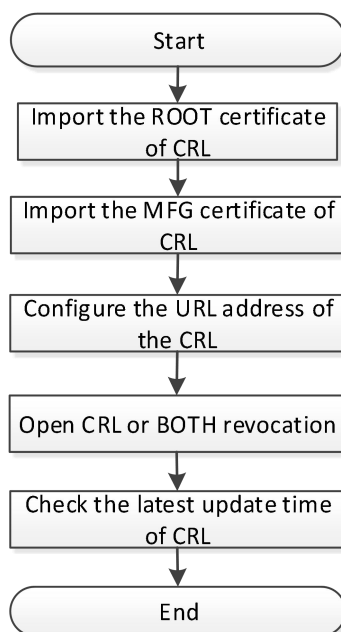 Start
Import the ROOT certificate
of CRL
Import the MFG certificate of
CRL
Configure the URL address of
the CRL
Open CRL or BOTH revocation
Check the latest update time
of CRL
End